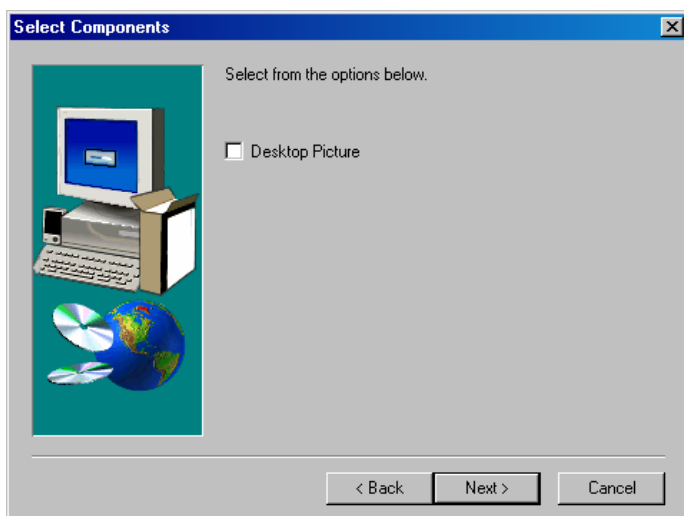 Select Components
Select from the options below.
Desktop Picture
< Back
Next >
Cancel